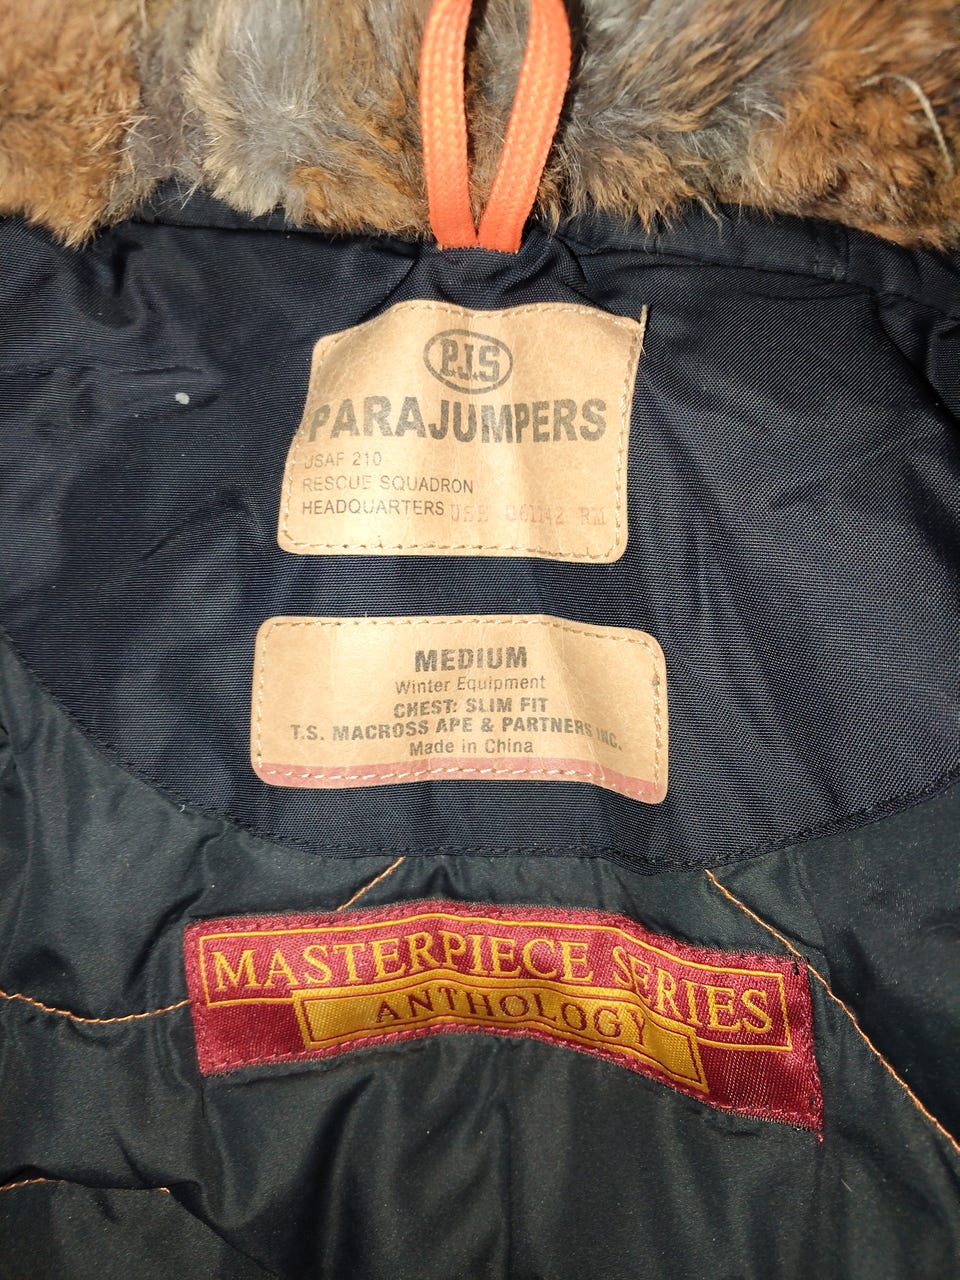 P.J.S
PARAJUMPERS
USAF 210
RESCUE SQUADRON
HEADQUARTERS
MEDIUM
Winter Equipment
CHEST: SLIM FIT
T.S. MACROSS APE & PARTNERS INC.
Made in China
MASTERPIECE SERIES
ANTHOLOGY